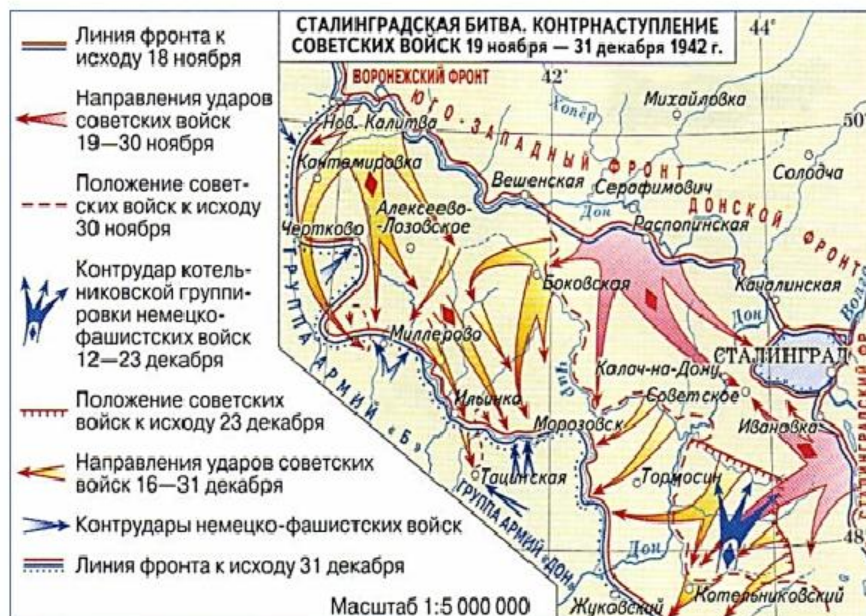 СТАЛИНГРАДСКАЯ БИТВА. КОНТРНАСТУПЛЕНИЕ
СОВЕТСКИХ ВОЙСК 19 ноября — 31 декабря 1942 г.
Линия фронта к
исходу 18 ноября
Направления ударов
советских войск
19—30 ноября
Положение совет-
ских войск к исходу
30 ноября
Контрудар котель-
никовской группи-
ровки немецко-
фашистских войск
12—23 декабря
Положение советских
войск к исходу 23 декабря
Направления ударов советских
войск 16—31 декабря
Контрудары немецко-фашистских войск
Линия фронта к исходу 31 декабря
Масштаб 1:5 000 000
44°
42°
50°
48°
ВОРОНЕЖСКИЙ ФРОНТ
ЮГО-ЗАПАДНЫЙ ФРОНТ
ДОНСКОЙ ФРОНТ
Хопёр
Михайловка
Нов. Калитва
Кантемировка
Вешенская
Серафимович
Солодча
Дон
Распопинская
Алексеево-
Лозовское
Чертково
Боковская
Качалинская
Дон
СТАЛИНГРАД
Миллерово
Калач-на-Дону
Советское
Чир
Ильинка
Морозовск
Ивановка
Тацинская
Тормосин
ГРУППА АРМИЙ «Б»
ГРУППА АРМИЙ «ДОН»
Дон
Котельниковский
Жуковский